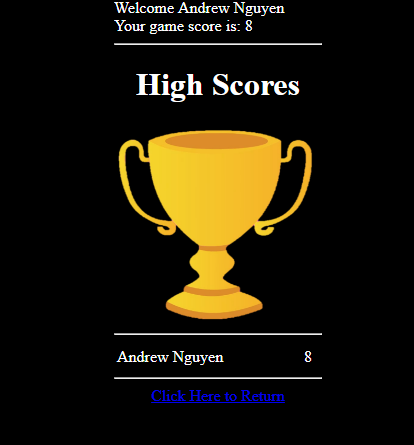 Welcome Andrew Nguyen
Your game score is: 8
High Scores
Andrew Nguyen 8
Click Here to Return